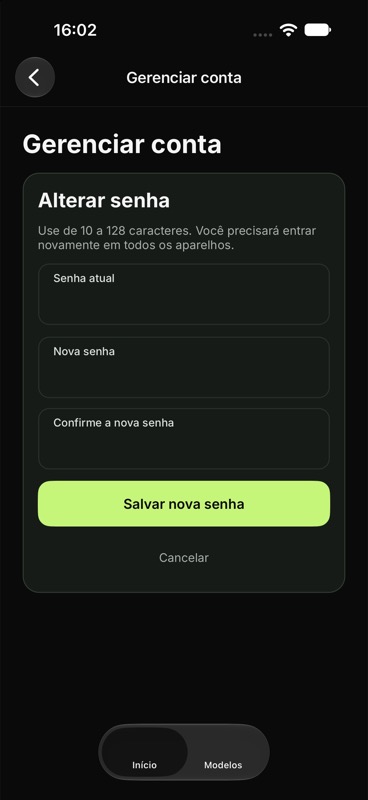 16:02
Gerenciar conta
Gerenciar conta
Alterar senha
Use de 10 a 128 caracteres. Você precisará entrar
novamente em todos os aparelhos.
Senha atual
Nova senha
Confirme a nova senha
Salvar nova senha
Cancelar
Início
Modelos